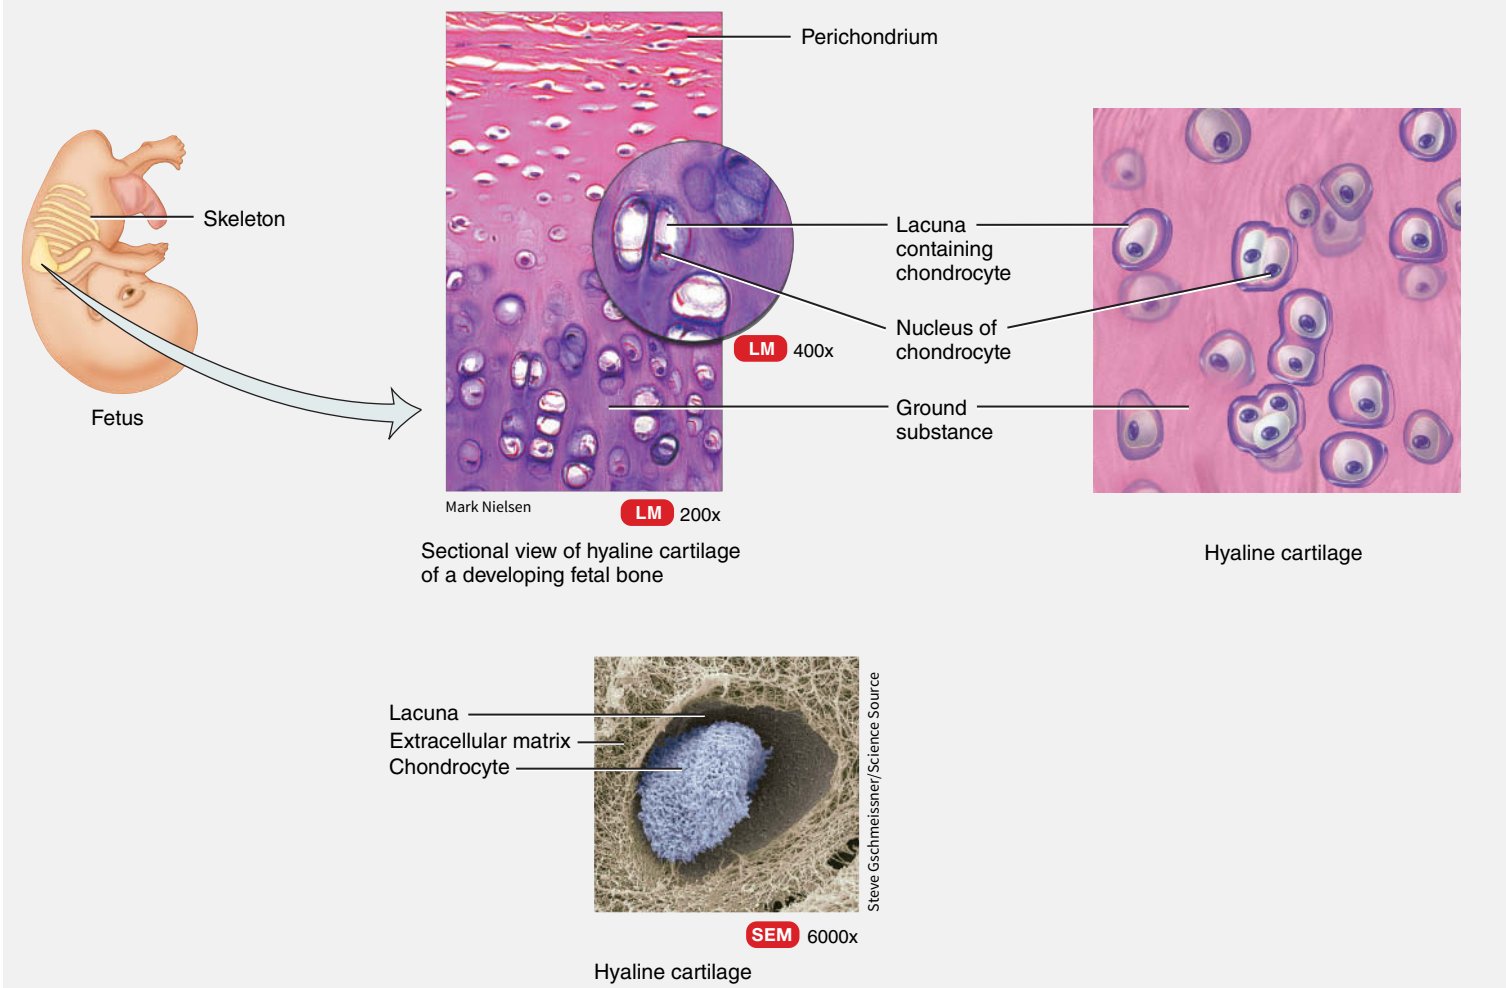 Perichondrium
Skeleton
Lacuna
containing
chondrocyte
Nucleus of
chondrocyte
LM 400x
Ground
substance
Fetus
Mark Nielsen
LM 200x
Sectional view of hyaline cartilage
of a developing fetal bone
Hyaline cartilage
Lacuna
Extracellular matrix
Chondrocyte
Steve Gschmeissner/Science Source
SEM 6000x
Hyaline cartilage